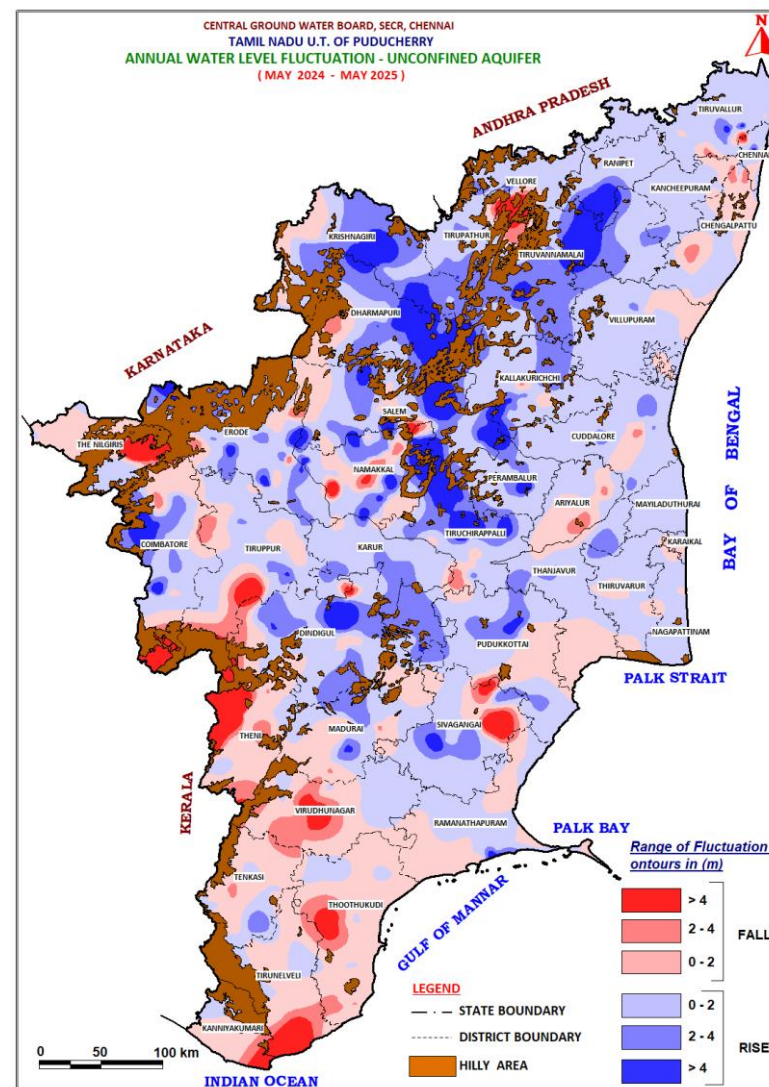 CENTRAL GROUND WATER BOARD, SECR, CHENNAI
TAMIL NADU U.T. OF PUDUCHERRY
ANNUAL WATER LEVEL FLUCTUATION - UNCONFINED AQUIFER
( MAY 2024 - MAY 2025 )
N
ANDHRA PRADESH
TIRUVALLUR
CHENNAI
RANIPET
VELLORE
KANCHEEPURAM
CHENGALPATTU
KRISHNAGIRI
TIRUPATHUR
TIRUVANNAMALAI
DHARMAPURI
VILLUPURAM
KARNATAKA
KALLAKURICHCHI
SALEM
ERODE
THE NILGIRIS
CUDDALORE
NAMAKKAL
PERAMBALUR
ARIYALUR
MAYILADUTHURAI
BAY OF BENGAL
COIMBATORE
TIRUPPUR
KARUR
TIRUCHIRAPPALLI
KARAIKAL
THANJAVUR
THIRUVARUR
NAGAPATTINAM
DINDIGUL
PUDUKKOTTAI
PALK STRAIT
THENI
MADURAI
SIVAGANGAI
KERALA
VIRUDHUNAGAR
RAMANATHAPURAM
PALK BAY
TENKASI
THOOTHUKUDI
GULF OF MANNAR
TIRUNELVELI
KANNIYAKUMARI
INDIAN OCEAN
0 50 100 km
LEGEND
STATE BOUNDARY
DISTRICT BOUNDARY
HILLY AREA
Range of Fluctuation
ontours in (m)
> 4
2 - 4
0 - 2
FALL
0 - 2
2 - 4
> 4
RISE